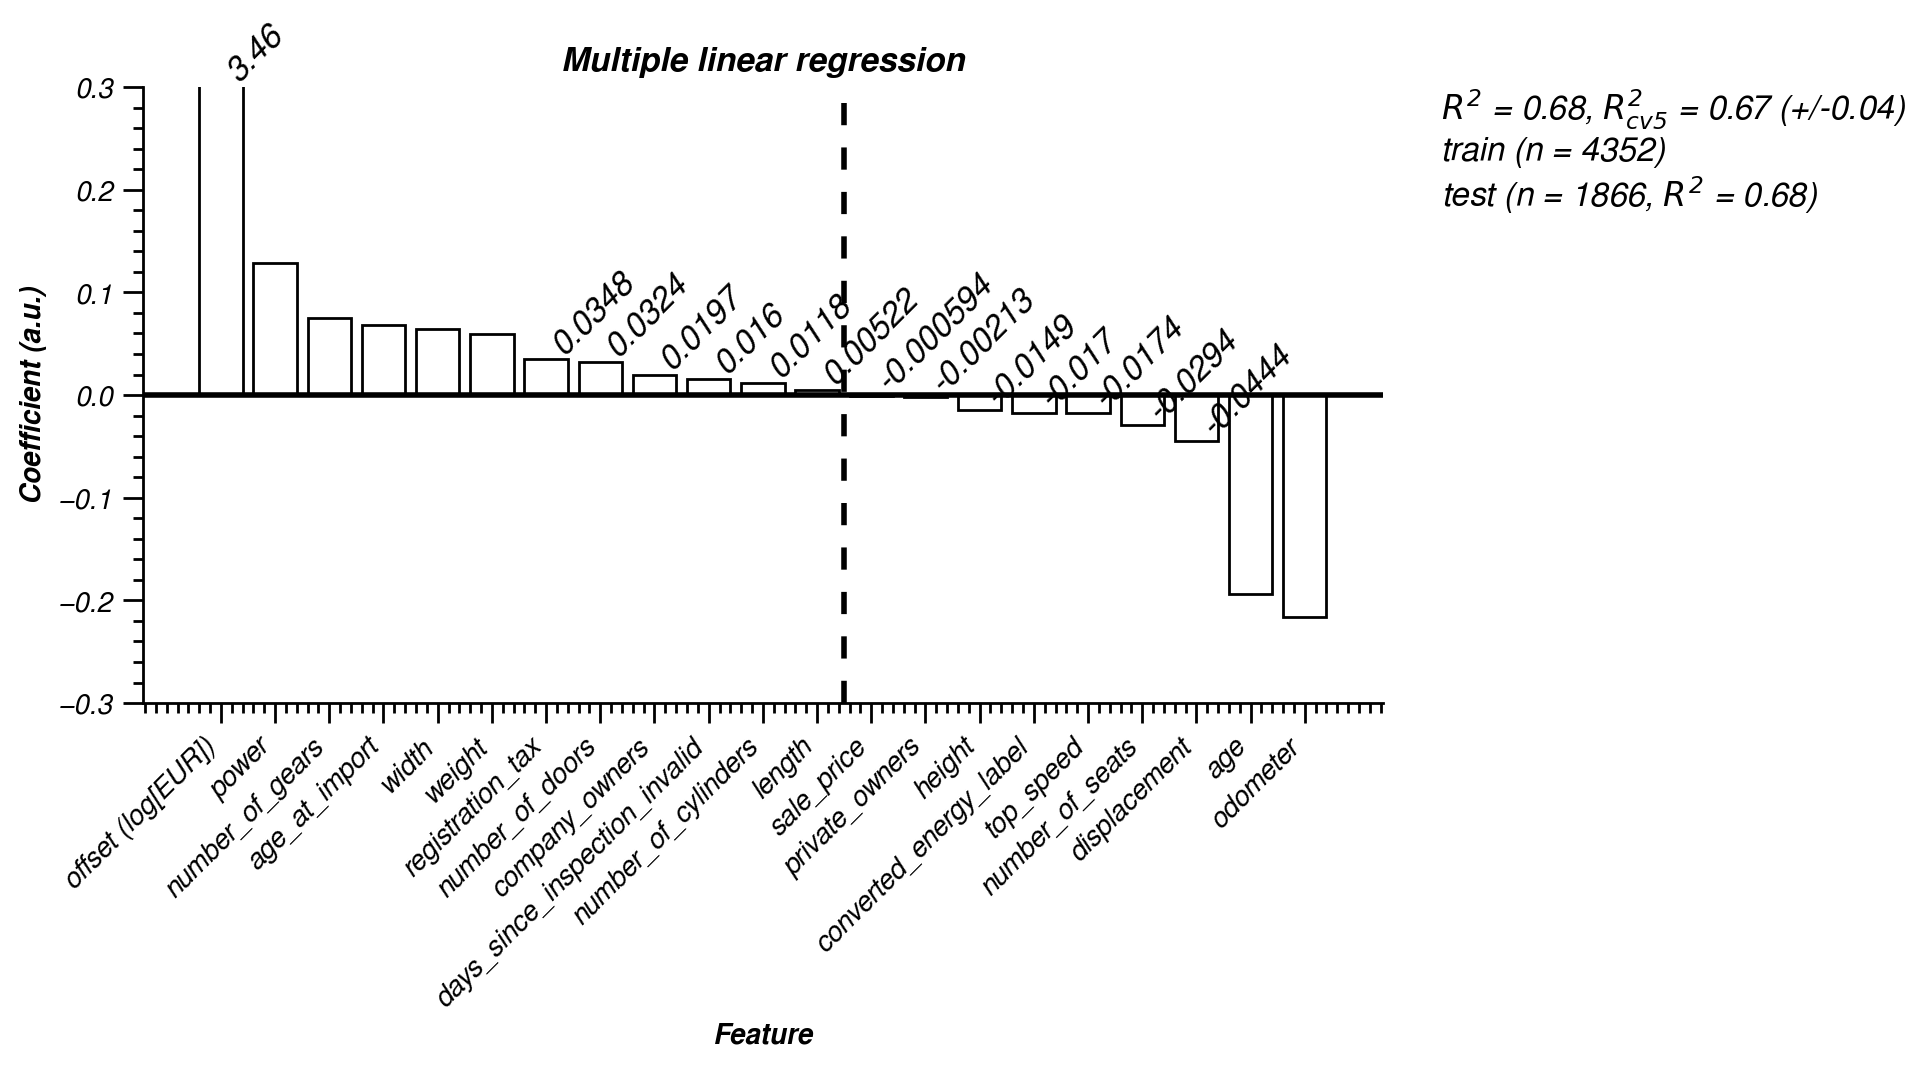 Multiple linear regression
R² = 0.68, R²cv5 = 0.67 (+/-0.04)
train (n = 4352)
test (n = 1866, R² = 0.68)
Coefficient (a.u.)
0.3
0.2
0.1
0.0
−0.1
−0.2
−0.3
3.46
0.0348
0.0324
0.0197
0.016
0.0118
0.00522
-0.000594
-0.00213
-0.0149
-0.017
-0.0174
-0.0294
-0.0444
offset (log[EUR])
power
number_of_gears
age_at_import
width
weight
registration_tax
number_of_doors
company_owners
days_since_inspection_invalid
number_of_cylinders
length
sale_price
private_owners
height
converted_energy_label
top_speed
number_of_seats
displacement
age
odometer
Feature